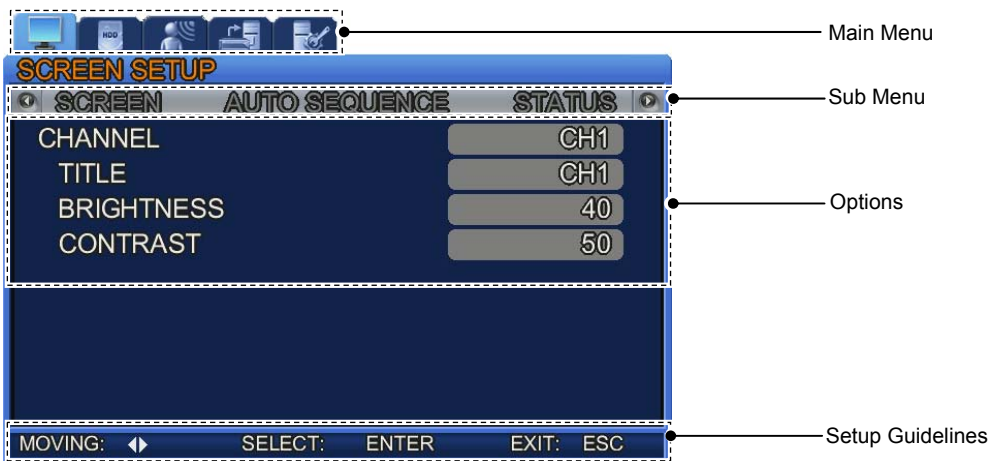 HDD
Main Menu
SCREEN SETUP
SCREEN AUTO SEQUENCE STATUS
Sub Menu
CHANNEL CH1
TITLE CH1
BRIGHTNESS 40
Options
CONTRAST 50
MOVING: SELECT: ENTER EXIT: ESC
Setup Guidelines